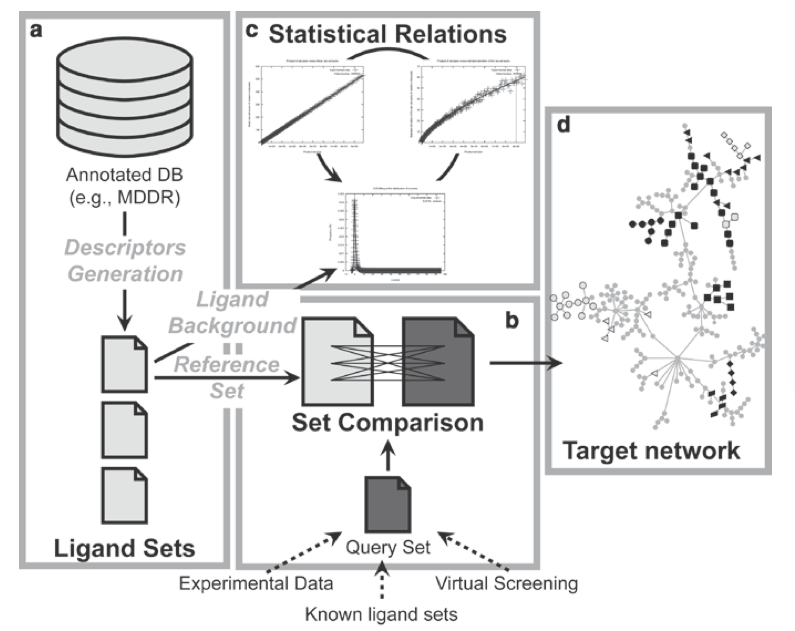 a
Annotated DB
(e.g., MDDR)
Descriptors
Generation
Ligand Sets
c
Statistical Relations
Ligand
Background
Reference
Set
b
Set Comparison
Query Set
Experimental Data
Virtual Screening
Known ligand sets
d
Target network